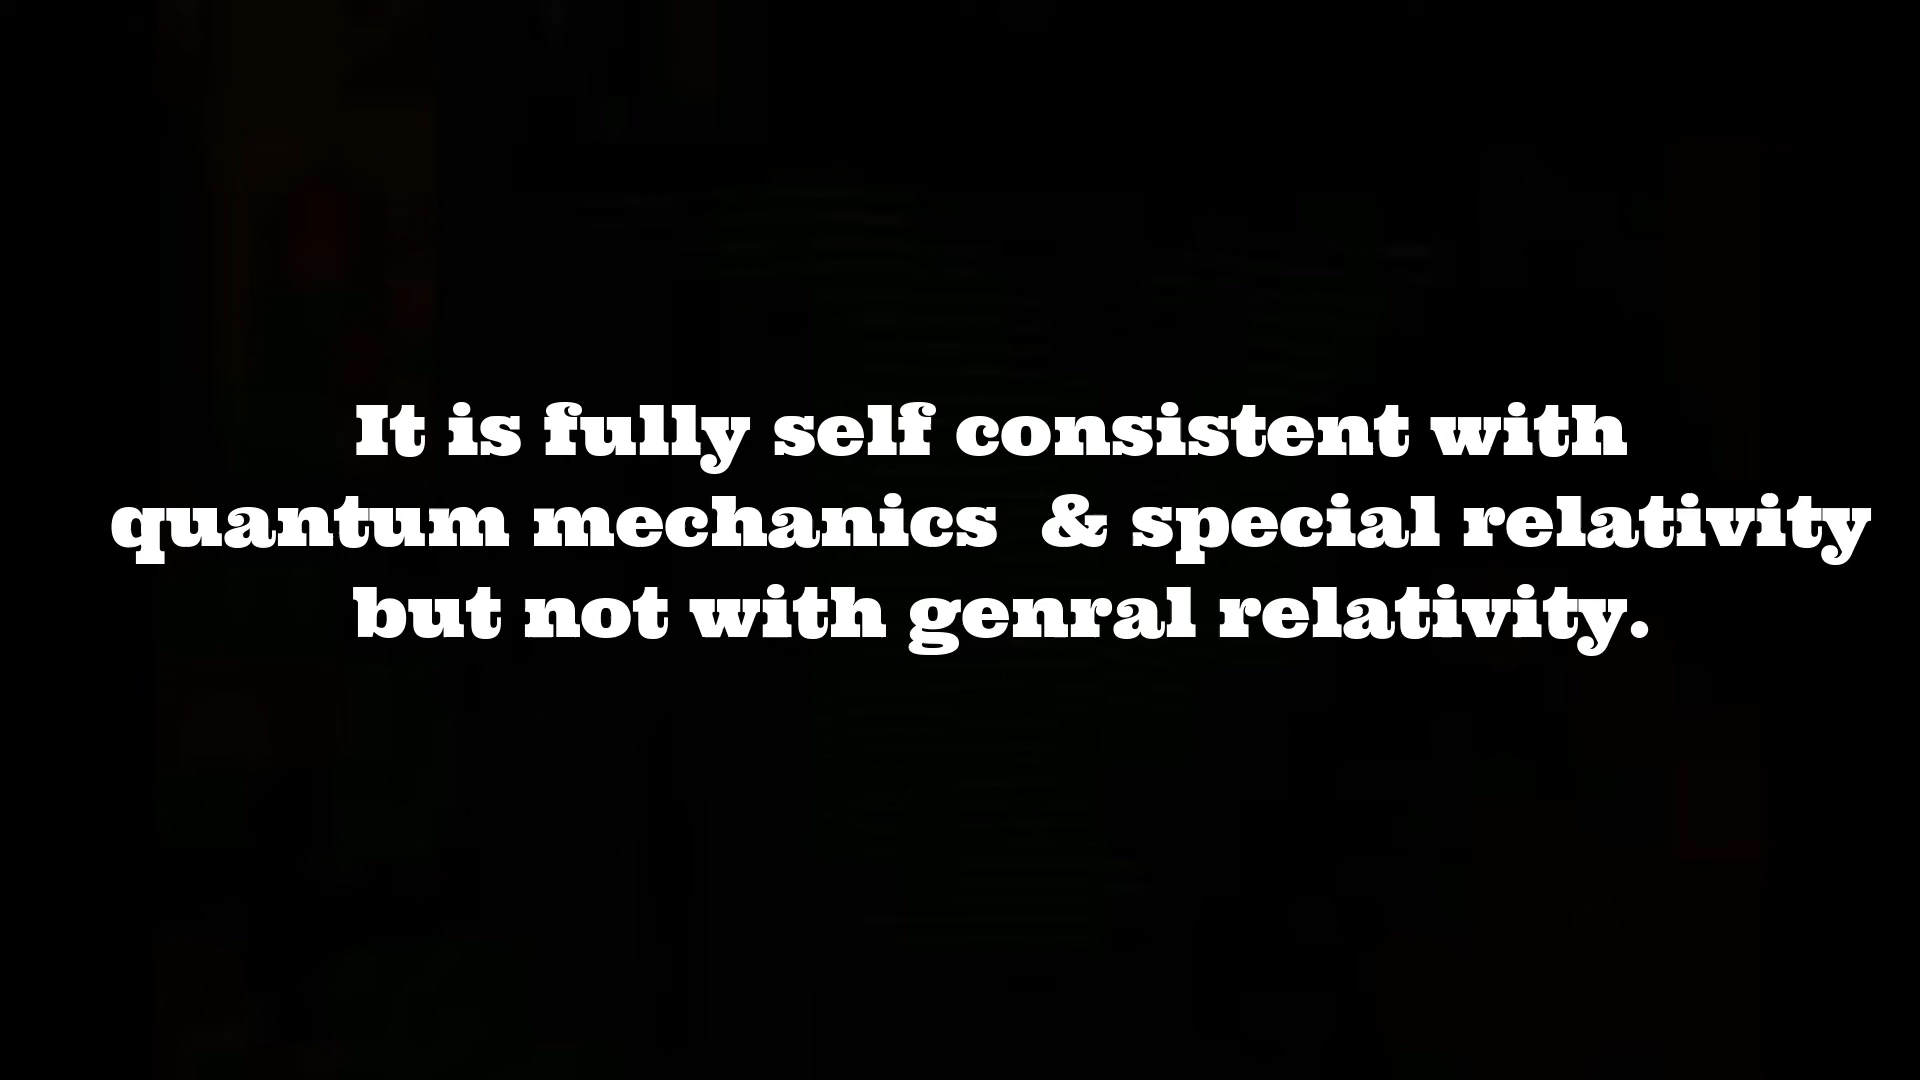 It is fully self consistent with
quantum mechanics  & special relativity
but not with genral relativity.